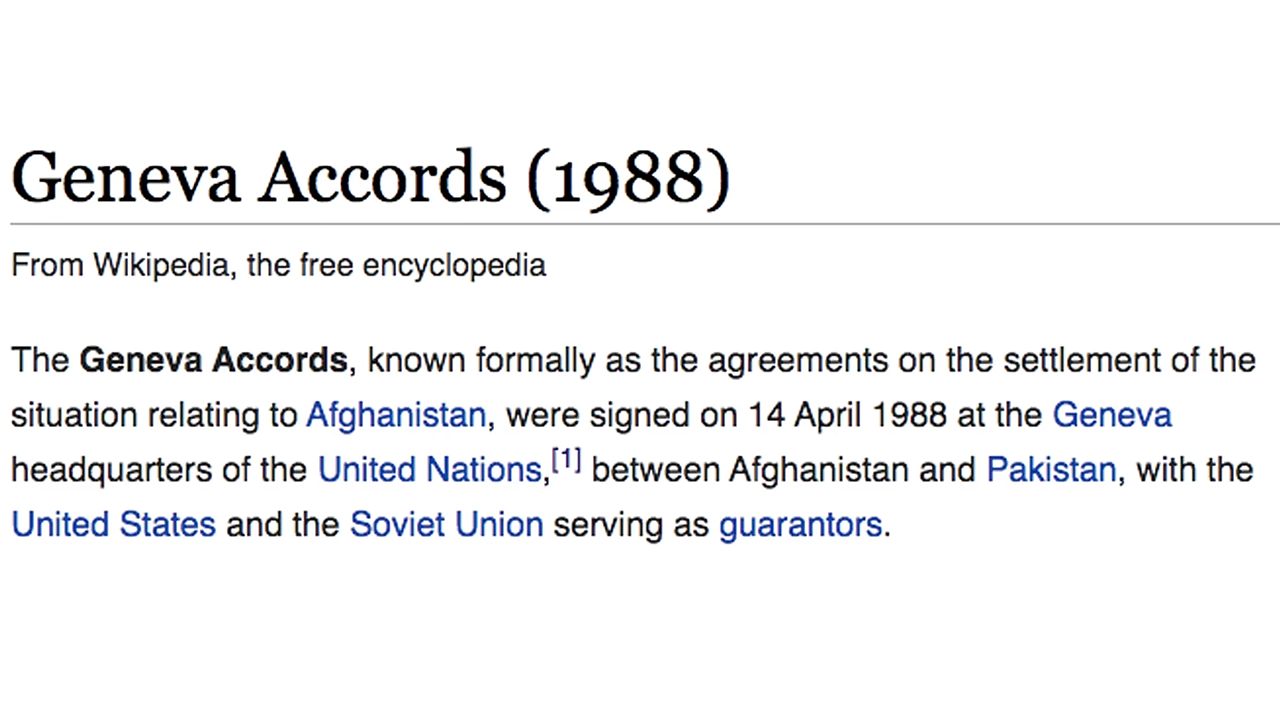 Geneva Accords (1988)
From Wikipedia, the free encyclopedia
The Geneva Accords, known formally as the agreements on the settlement of the
situation relating to Afghanistan, were signed on 14 April 1988 at the Geneva
headquarters of the United Nations,[1] between Afghanistan and Pakistan, with the
United States and the Soviet Union serving as guarantors.